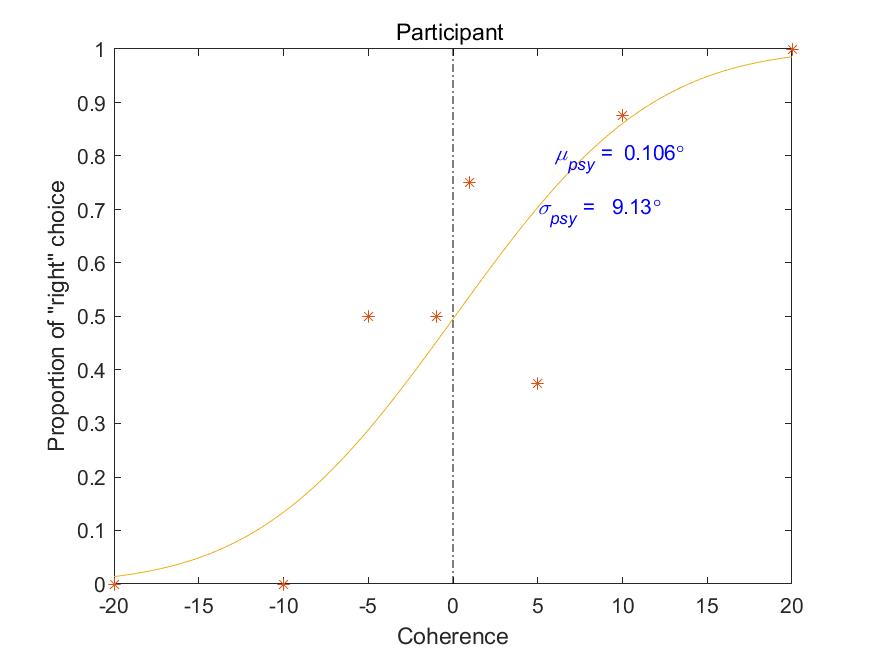 Participant
1
0.9
0.8
0.7
0.6
0.5
0.4
0.3
0.2
0.1
0
Proportion of "right" choice
μpsy = 0.106°
σpsy = 9.13°
-20 -15 -10 -5 0 5 10 15 20
Coherence